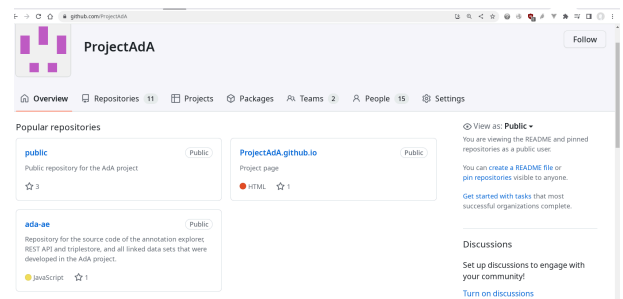 github.com/ProjectAdA
ProjectAdA
Follow
Overview
Repositories 11
Projects
Packages
Teams 2
People 15
Settings
Popular repositories
public Public
Public repository for the AdA project
3
ProjectAdA.github.io Public
Project page
HTML 1
ada-ae Public
Repository for the source code of the annotation explorer,
REST API and triplestore, and all linked data sets that were
developed in the AdA project.
JavaScript 1
View as: Public
You are viewing the README and pinned
repositories as a public user.
You can create a README file or
pin repositories visible to anyone.
Get started with tasks that most
successful organizations complete.
Discussions
Set up discussions to engage with
your community!
Turn on discussions